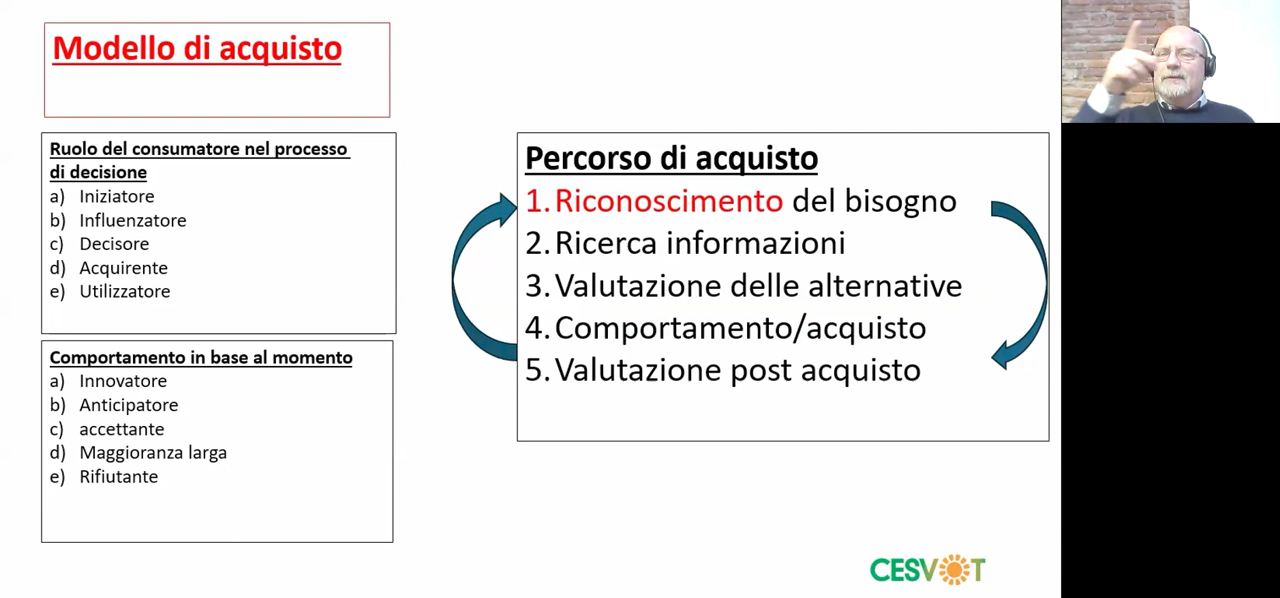 Modello di acquisto
Ruolo del consumatore nel processo
di decisione
a) Iniziatore
b) Influenzatore
c) Decisore
d) Acquirente
e) Utilizzatore
Comportamento in base al momento
a) Innovatore
b) Anticipatore
c) accettante
d) Maggioranza larga
e) Rifiutante
Percorso di acquisto
1. Riconoscimento del bisogno
2. Ricerca informazioni
3. Valutazione delle alternative
4. Comportamento/acquisto
5. Valutazione post acquisto
CESVOT